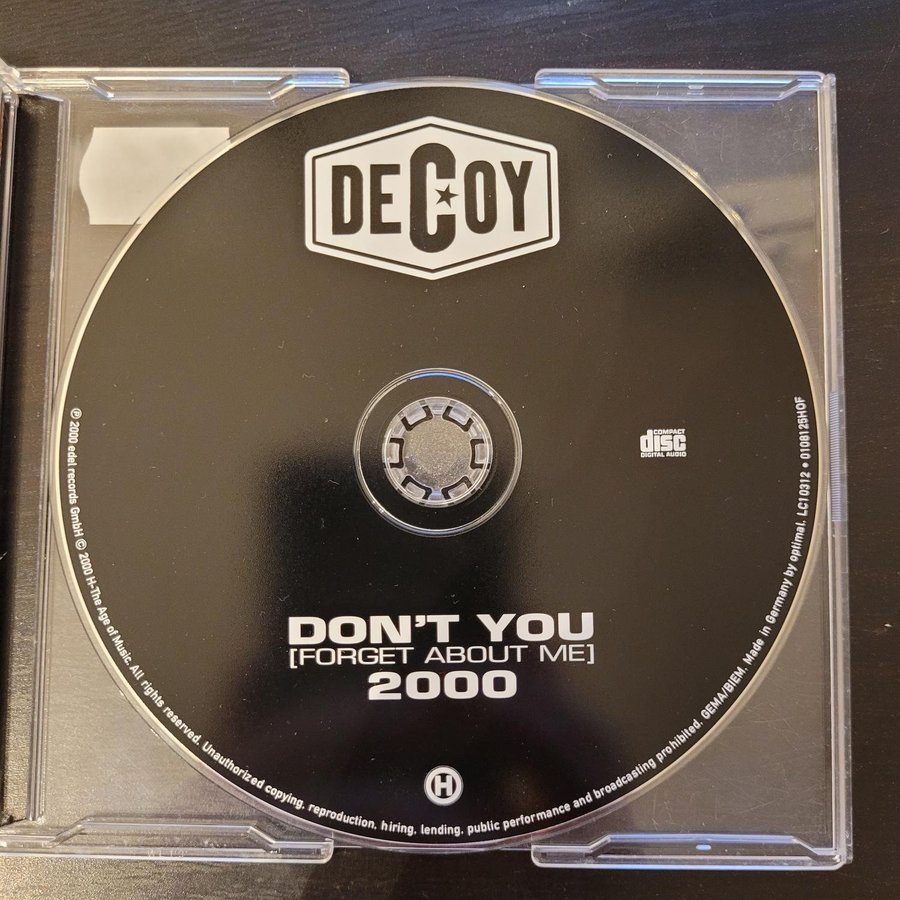 DECOY
COMPACT
disc
DIGITAL AUDIO
DON'T YOU
[FORGET ABOUT ME]
2000
H
℗ 2000 edel records GmbH © 2000 H-The Age of Music. All rights reserved. Unauthorized copying, reproduction, hiring, lending, public performance and broadcasting prohibited. GEMA/BIEM. Made in Germany by optimal. LC10312 • 0108125HOF